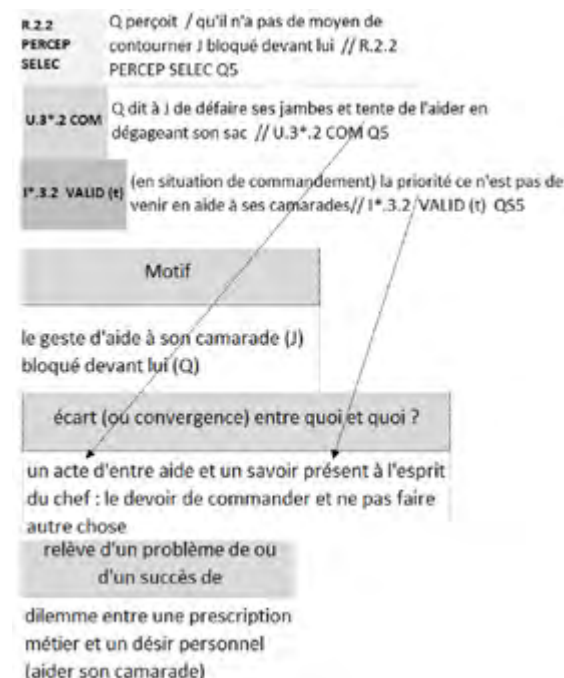 R.2.2 Q perçoit / qu'il n'a pas de moyen de
PERCEP contourner J bloqué devant lui // R.2.2
SELEC PERCEP SELEC Q5
U.3*.2 COM Q dit à J de défaire ses jambes et tente de l'aider en
dégageant son sac // U.3*.2 COM Q5
I*.3.2 VALID (t) (en situation de commandement) la priorité ce n'est pas de
venir en aide à ses camarades// I*.3.2 VALID (t) QS5
Motif
le geste d'aide à son camarade (J)
bloqué devant lui (Q)
écart (ou convergence) entre quoi et quoi ?
un acte d'entre aide et un savoir présent à l'esprit
du chef : le devoir de commander et ne pas faire
autre chose
relève d'un problème de ou
d'un succès de
dilemme entre une prescription
métier et un désir personnel
(aider son camarade)